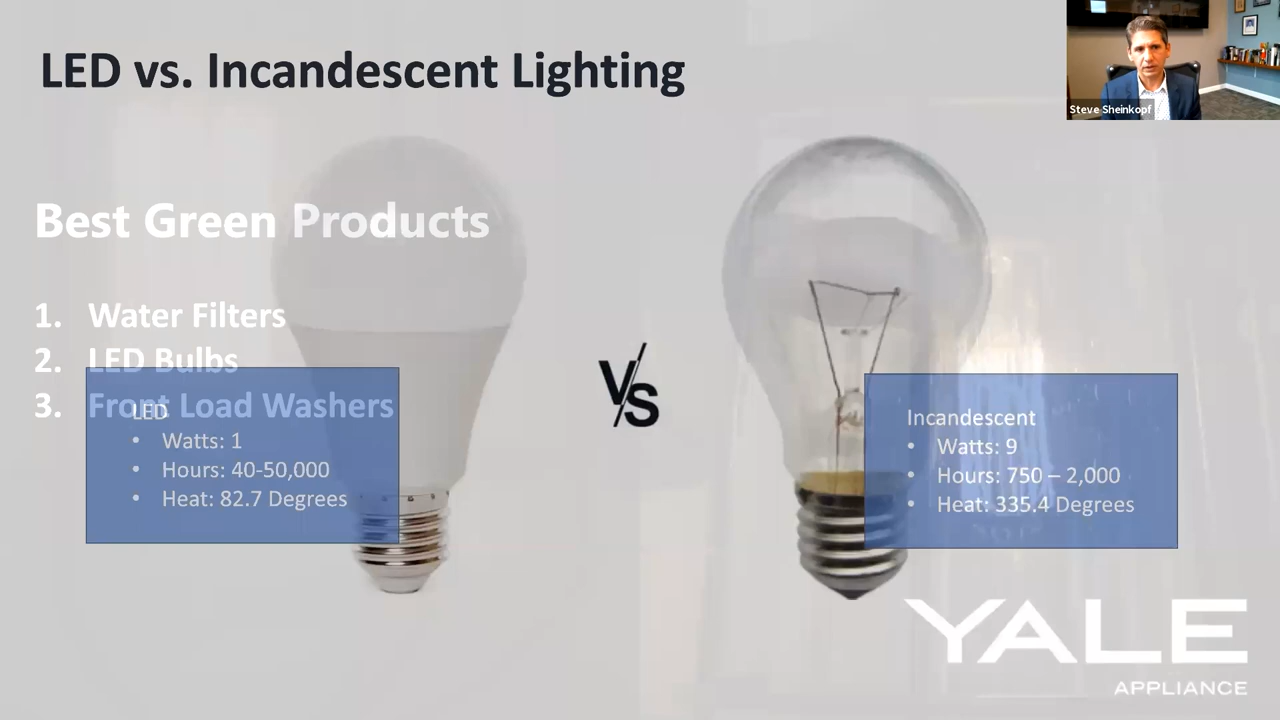 LED vs. Incandescent Lighting
Steve Sheinkopf
Best Green Products
1. Water Filters
2. LED Bulbs
3. Front Load Washers
VS
LED
• Watts: 1
• Hours: 40-50,000
• Heat: 82.7 Degrees
Incandescent
• Watts: 9
• Hours: 750 – 2,000
• Heat: 335.4 Degrees
YALE
APPLIANCE